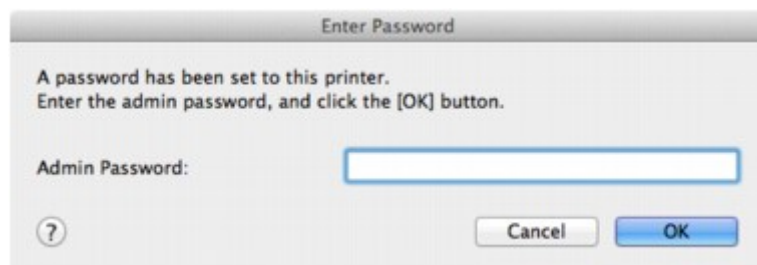 Enter Password
A password has been set to this printer.
Enter the admin password, and click the [OK] button.
Admin Password:
?
Cancel
OK